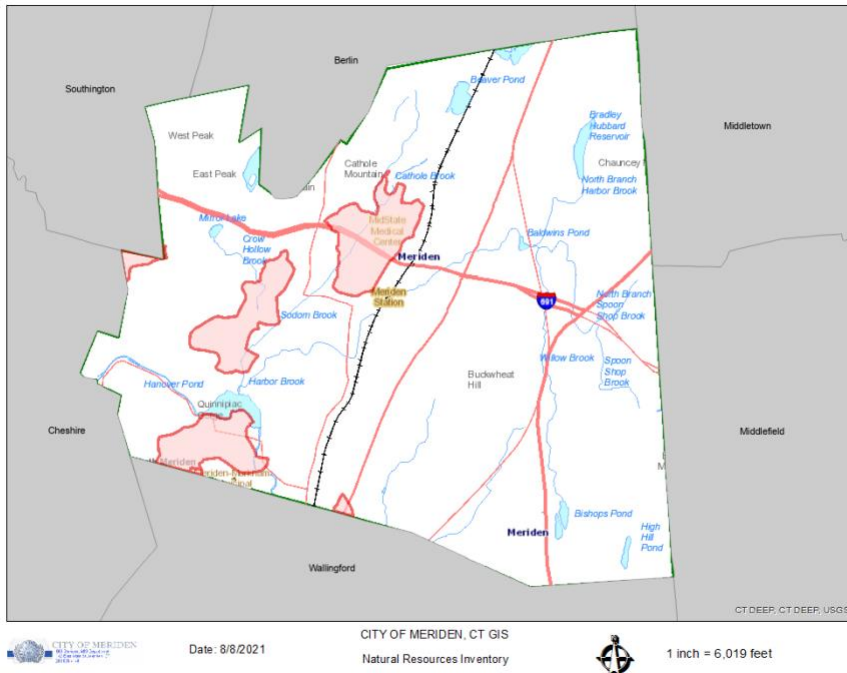 Berlin
Southington
Beaver Pond
Bradley
Hubbard
Reservoir
Middletown
West Peak
Cathole
Mountain
Chauncey
East Peak
Cathole Brook
North Branch
Harbor Brook
Mirror Lake
MidState
Medical
Center
Crow
Hollow
Brook
Baldwins Pond
Meriden
Meriden
Station
691
North Branch
Spoon
Shop Brook
Sodom Brook
Willow Brook
Spoon
Shop
Brook
Hanover Pond
Harbor Brook
Buckwheat
Hill
Quinnipiac
Cheshire
Middlefield
Meriden
Bishops Pond
High
Hill
Pond
Wallingford
CT DEEP, CT DEEP, USGS
CITY OF MERIDEN
Date: 8/8/2021
CITY OF MERIDEN, CT GIS
Natural Resources Inventory
1 inch = 6,019 feet